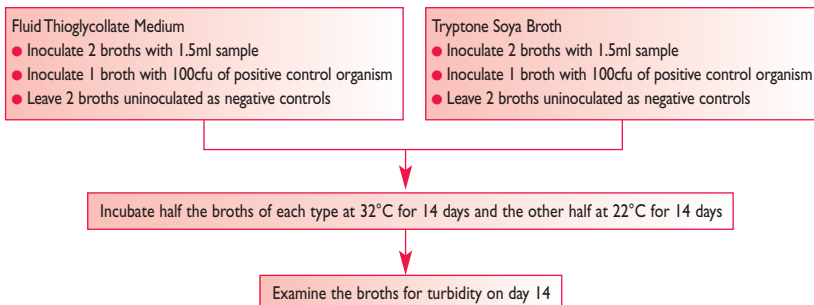 Fluid Thioglycollate Medium
● Inoculate 2 broths with 1.5ml sample
● Inoculate 1 broth with 100cfu of positive control organism
● Leave 2 broths uninoculated as negative controls
Tryptone Soya Broth
● Inoculate 2 broths with 1.5ml sample
● Inoculate 1 broth with 100cfu of positive control organism
● Leave 2 broths uninoculated as negative controls
Incubate half the broths of each type at 32°C for 14 days and the other half at 22°C for 14 days
Examine the broths for turbidity on day 14